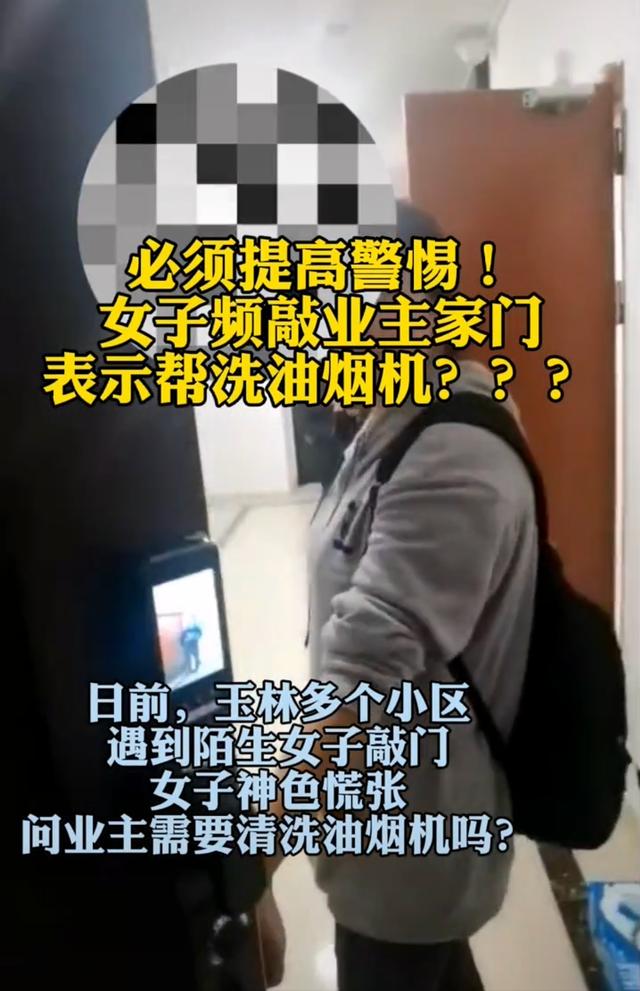 必须提高警惕！
女子频敲业主家门
表示帮洗油烟机？？？
日前，玉林多个小区
遇到陌生女子敲门
女子神色慌张
问业主需要清洗油烟机吗？